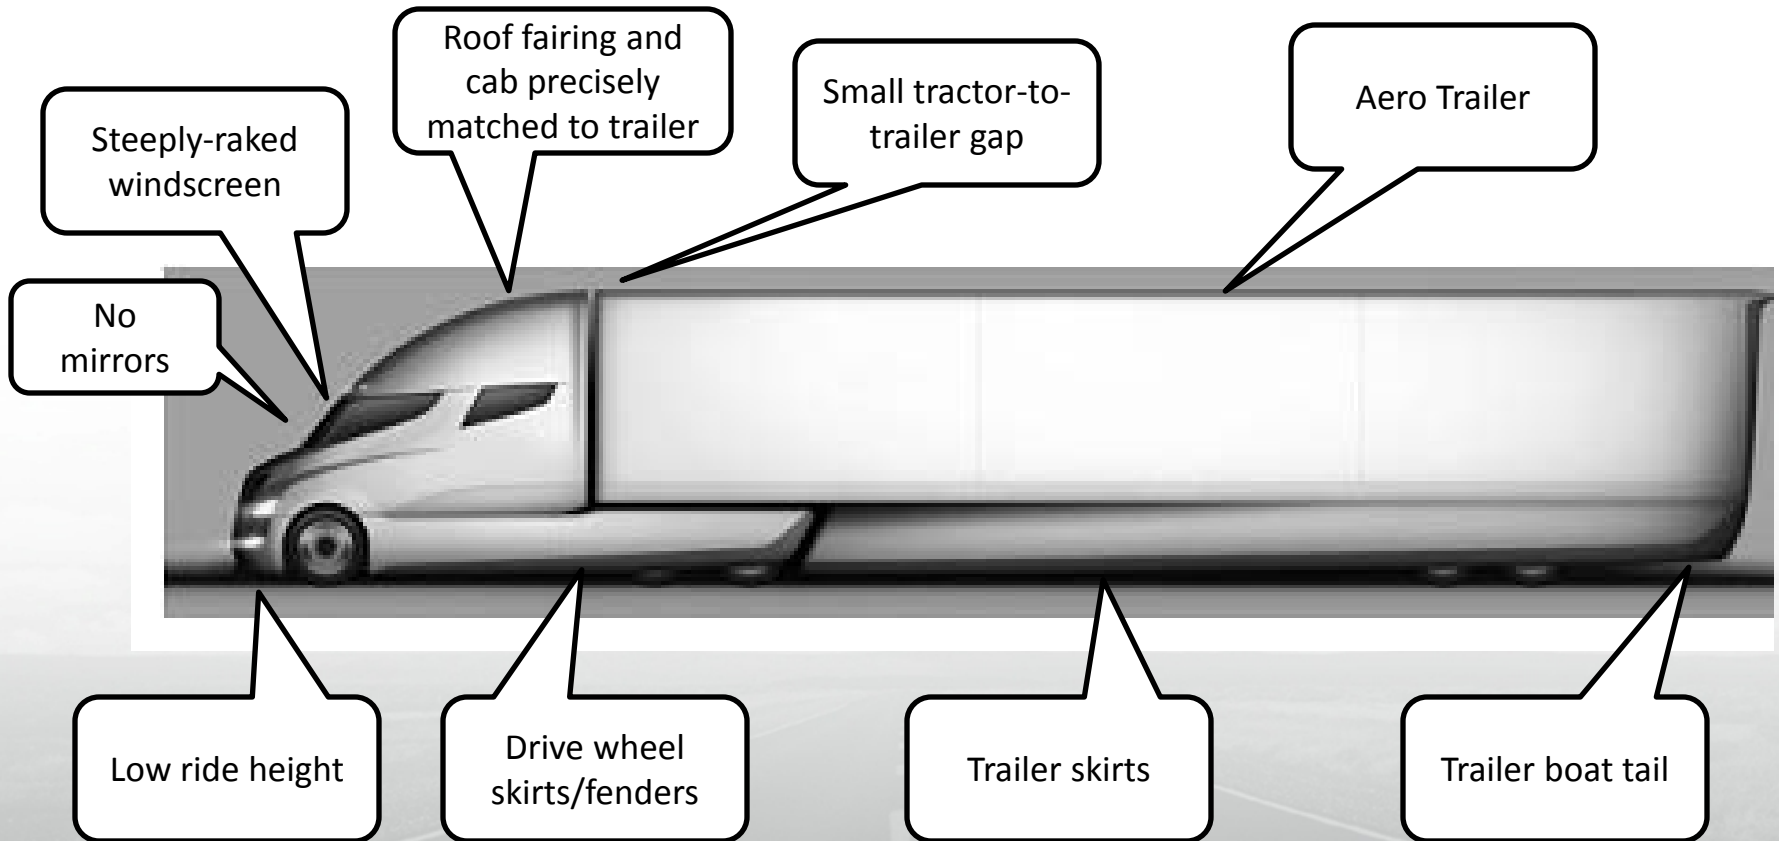 Roof fairing and
cab precisely
matched to trailer
Small tractor-to-
trailer gap
Aero Trailer
Steeply-raked
windscreen
No
mirrors
Low ride height
Drive wheel
skirts/fenders
Trailer skirts
Trailer boat tail